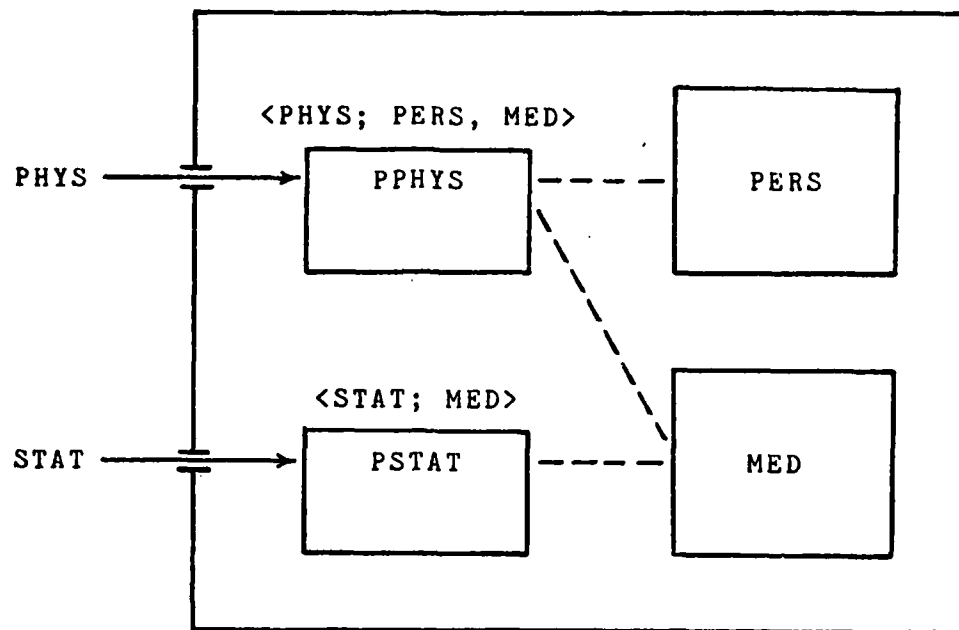 <PHYS; PERS, MED>
PHYS
PPHYS
PERS
<STAT; MED>
STAT
PSTAT
MED